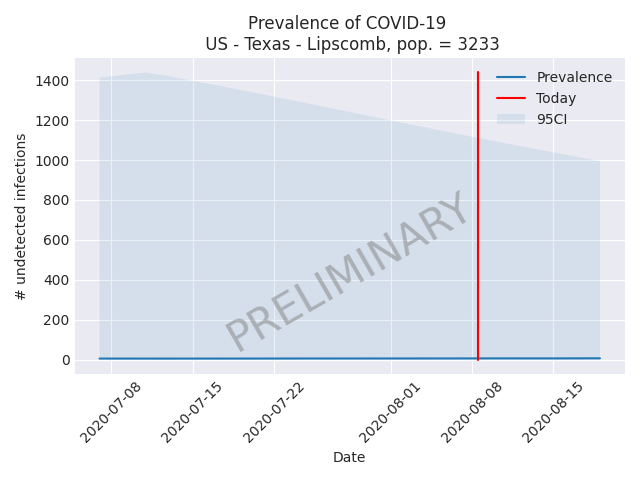 Prevalence of COVID-19
US - Texas - Lipscomb, pop. = 3233
Prevalence
Today
95CI
1400
1200
1000
800
600
400
200
0
# undetected infections
PRELIMINARY
2020-07-08
2020-07-15
2020-07-22
2020-08-01
2020-08-08
2020-08-15
Date